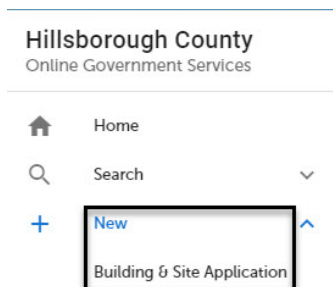 Hillsborough County
Online Government Services
Home
Search
New
Building & Site Application